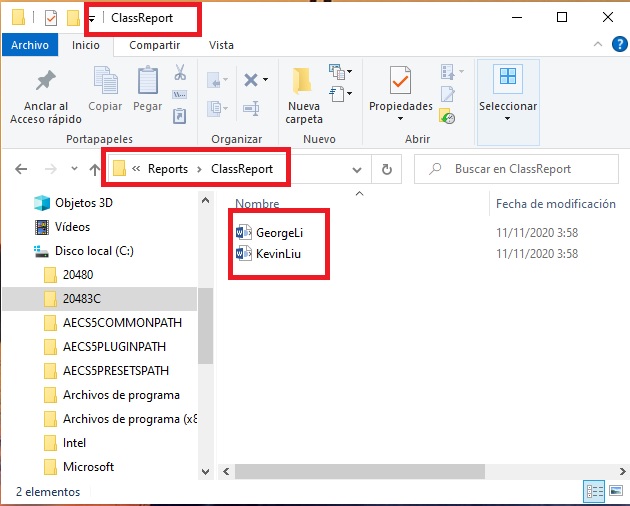 ClassReport
Archivo Inicio Compartir Vista
Anclar al
Acceso rápido
Copiar
Pegar
Nueva
carpeta
Propiedades
Seleccionar
Portapapeles Organizar Nuevo Abrir
« Reports > ClassReport
Buscar en ClassReport
Objetos 3D
Vídeos
Disco local (C:)
20480
20483C
AECS5COMMONPATH
AECS5PLUGINPATH
AECS5PRESETSPATH
Archivos de programa
Archivos de programa (x8
Intel
Microsoft
Nombre Fecha de modificación
GeorgeLi 11/11/2020 3:58
KevinLiu 11/11/2020 3:58
2 elementos